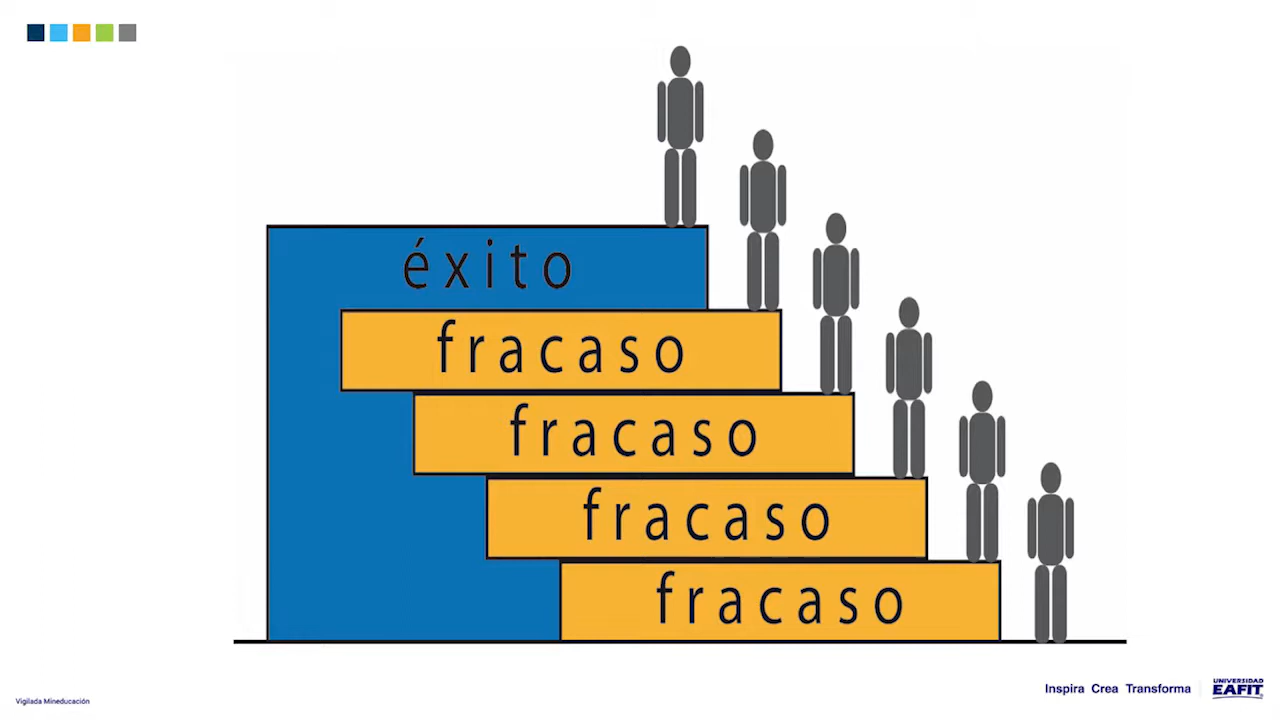 éxito
fracaso
fracaso
fracaso
fracaso
Vigilada Mineducación
Inspira Crea Transforma
UNIVERSIDAD
EAFIT